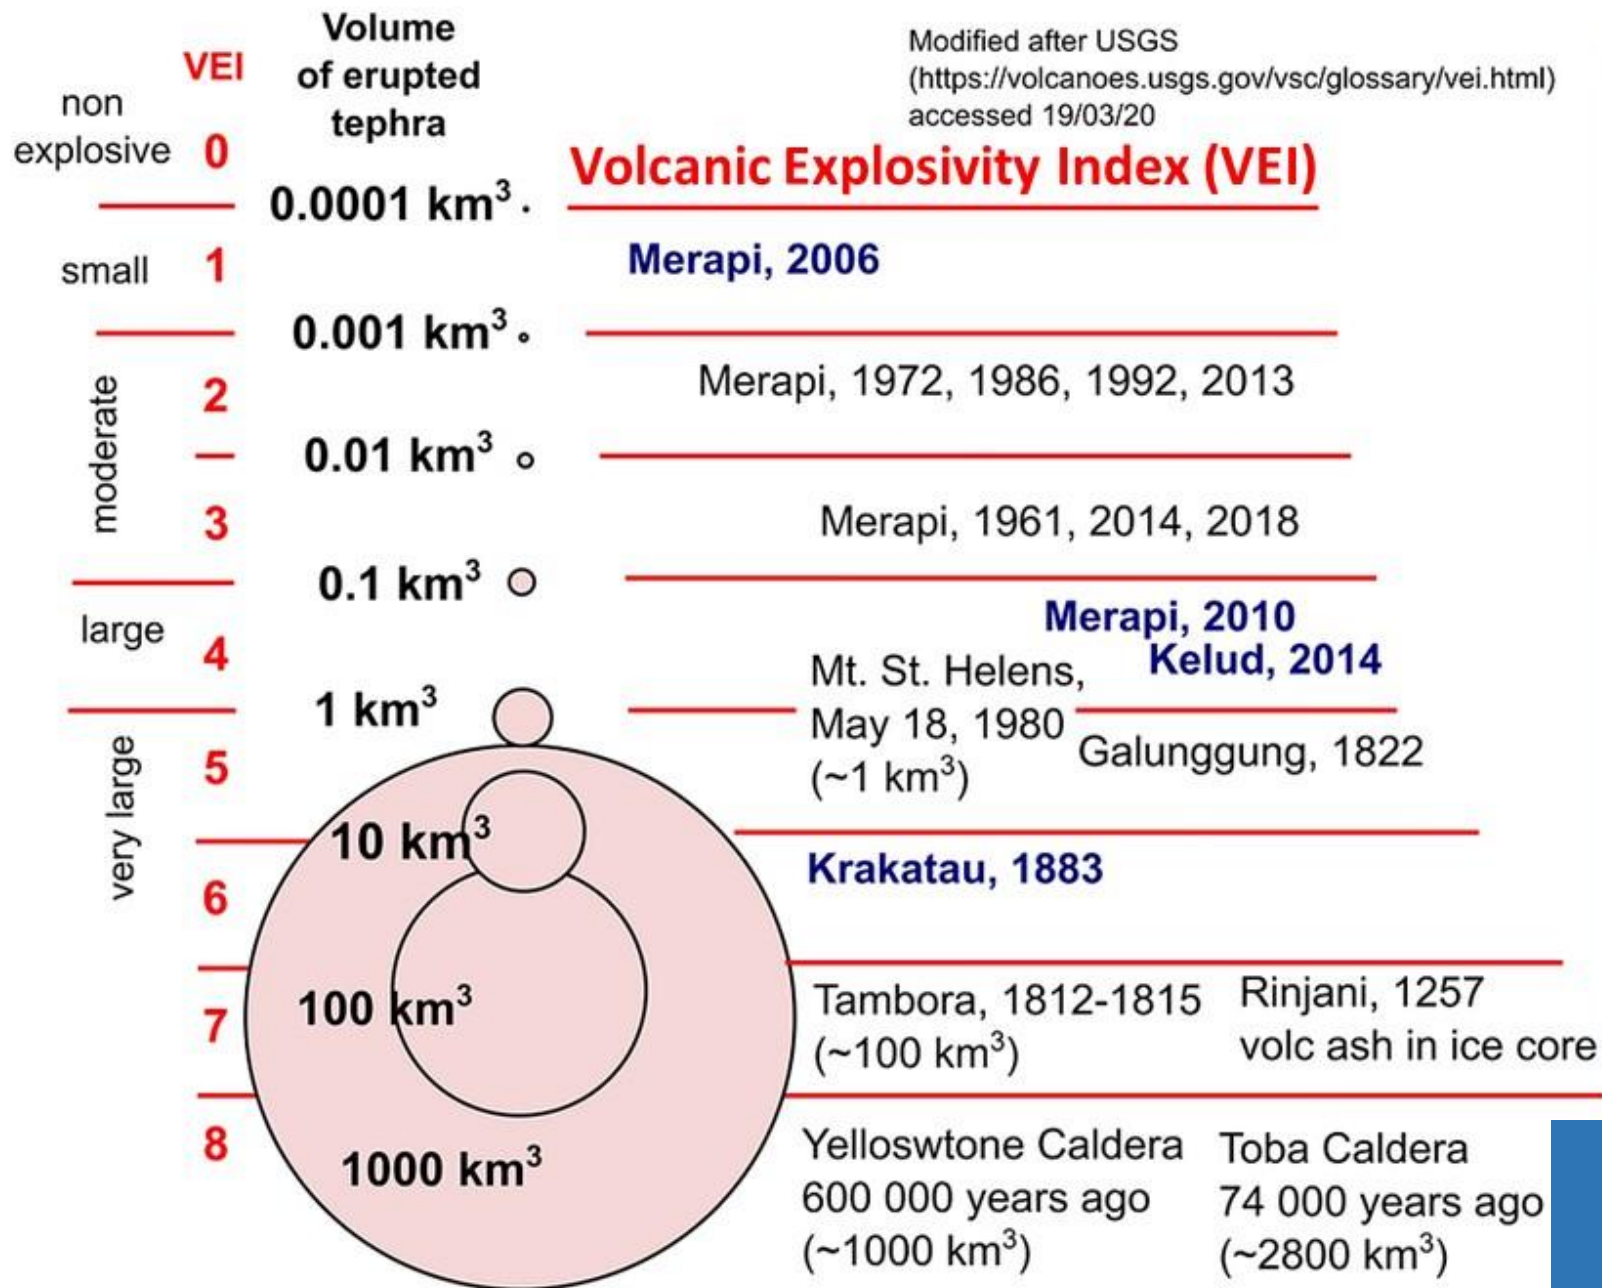 Volume
of erupted
tephra
VEI
Modified after USGS
(https://volcanoes.usgs.gov/vsc/glossary/vei.html)
accessed 19/03/20
Volcanic Explosivity Index (VEI)
non
explosive
0
0.0001 km³
small
1
Merapi, 2006
0.001 km³
moderate
2
Merapi, 1972, 1986, 1992, 2013
0.01 km³
3
Merapi, 1961, 2014, 2018
0.1 km³
large
4
Merapi, 2010
Kelud, 2014
Mt. St. Helens,
May 18, 1980
(~1 km³)
1 km³
very large
5
Galunggung, 1822
10 km³
6
Krakatau, 1883
100 km³
7
Tambora, 1812-1815
(~100 km³)
Rinjani, 1257
volc ash in ice core
8
1000 km³
Yelloswtone Caldera
600 000 years ago
(~1000 km³)
Toba Caldera
74 000 years ago
(~2800 km³)